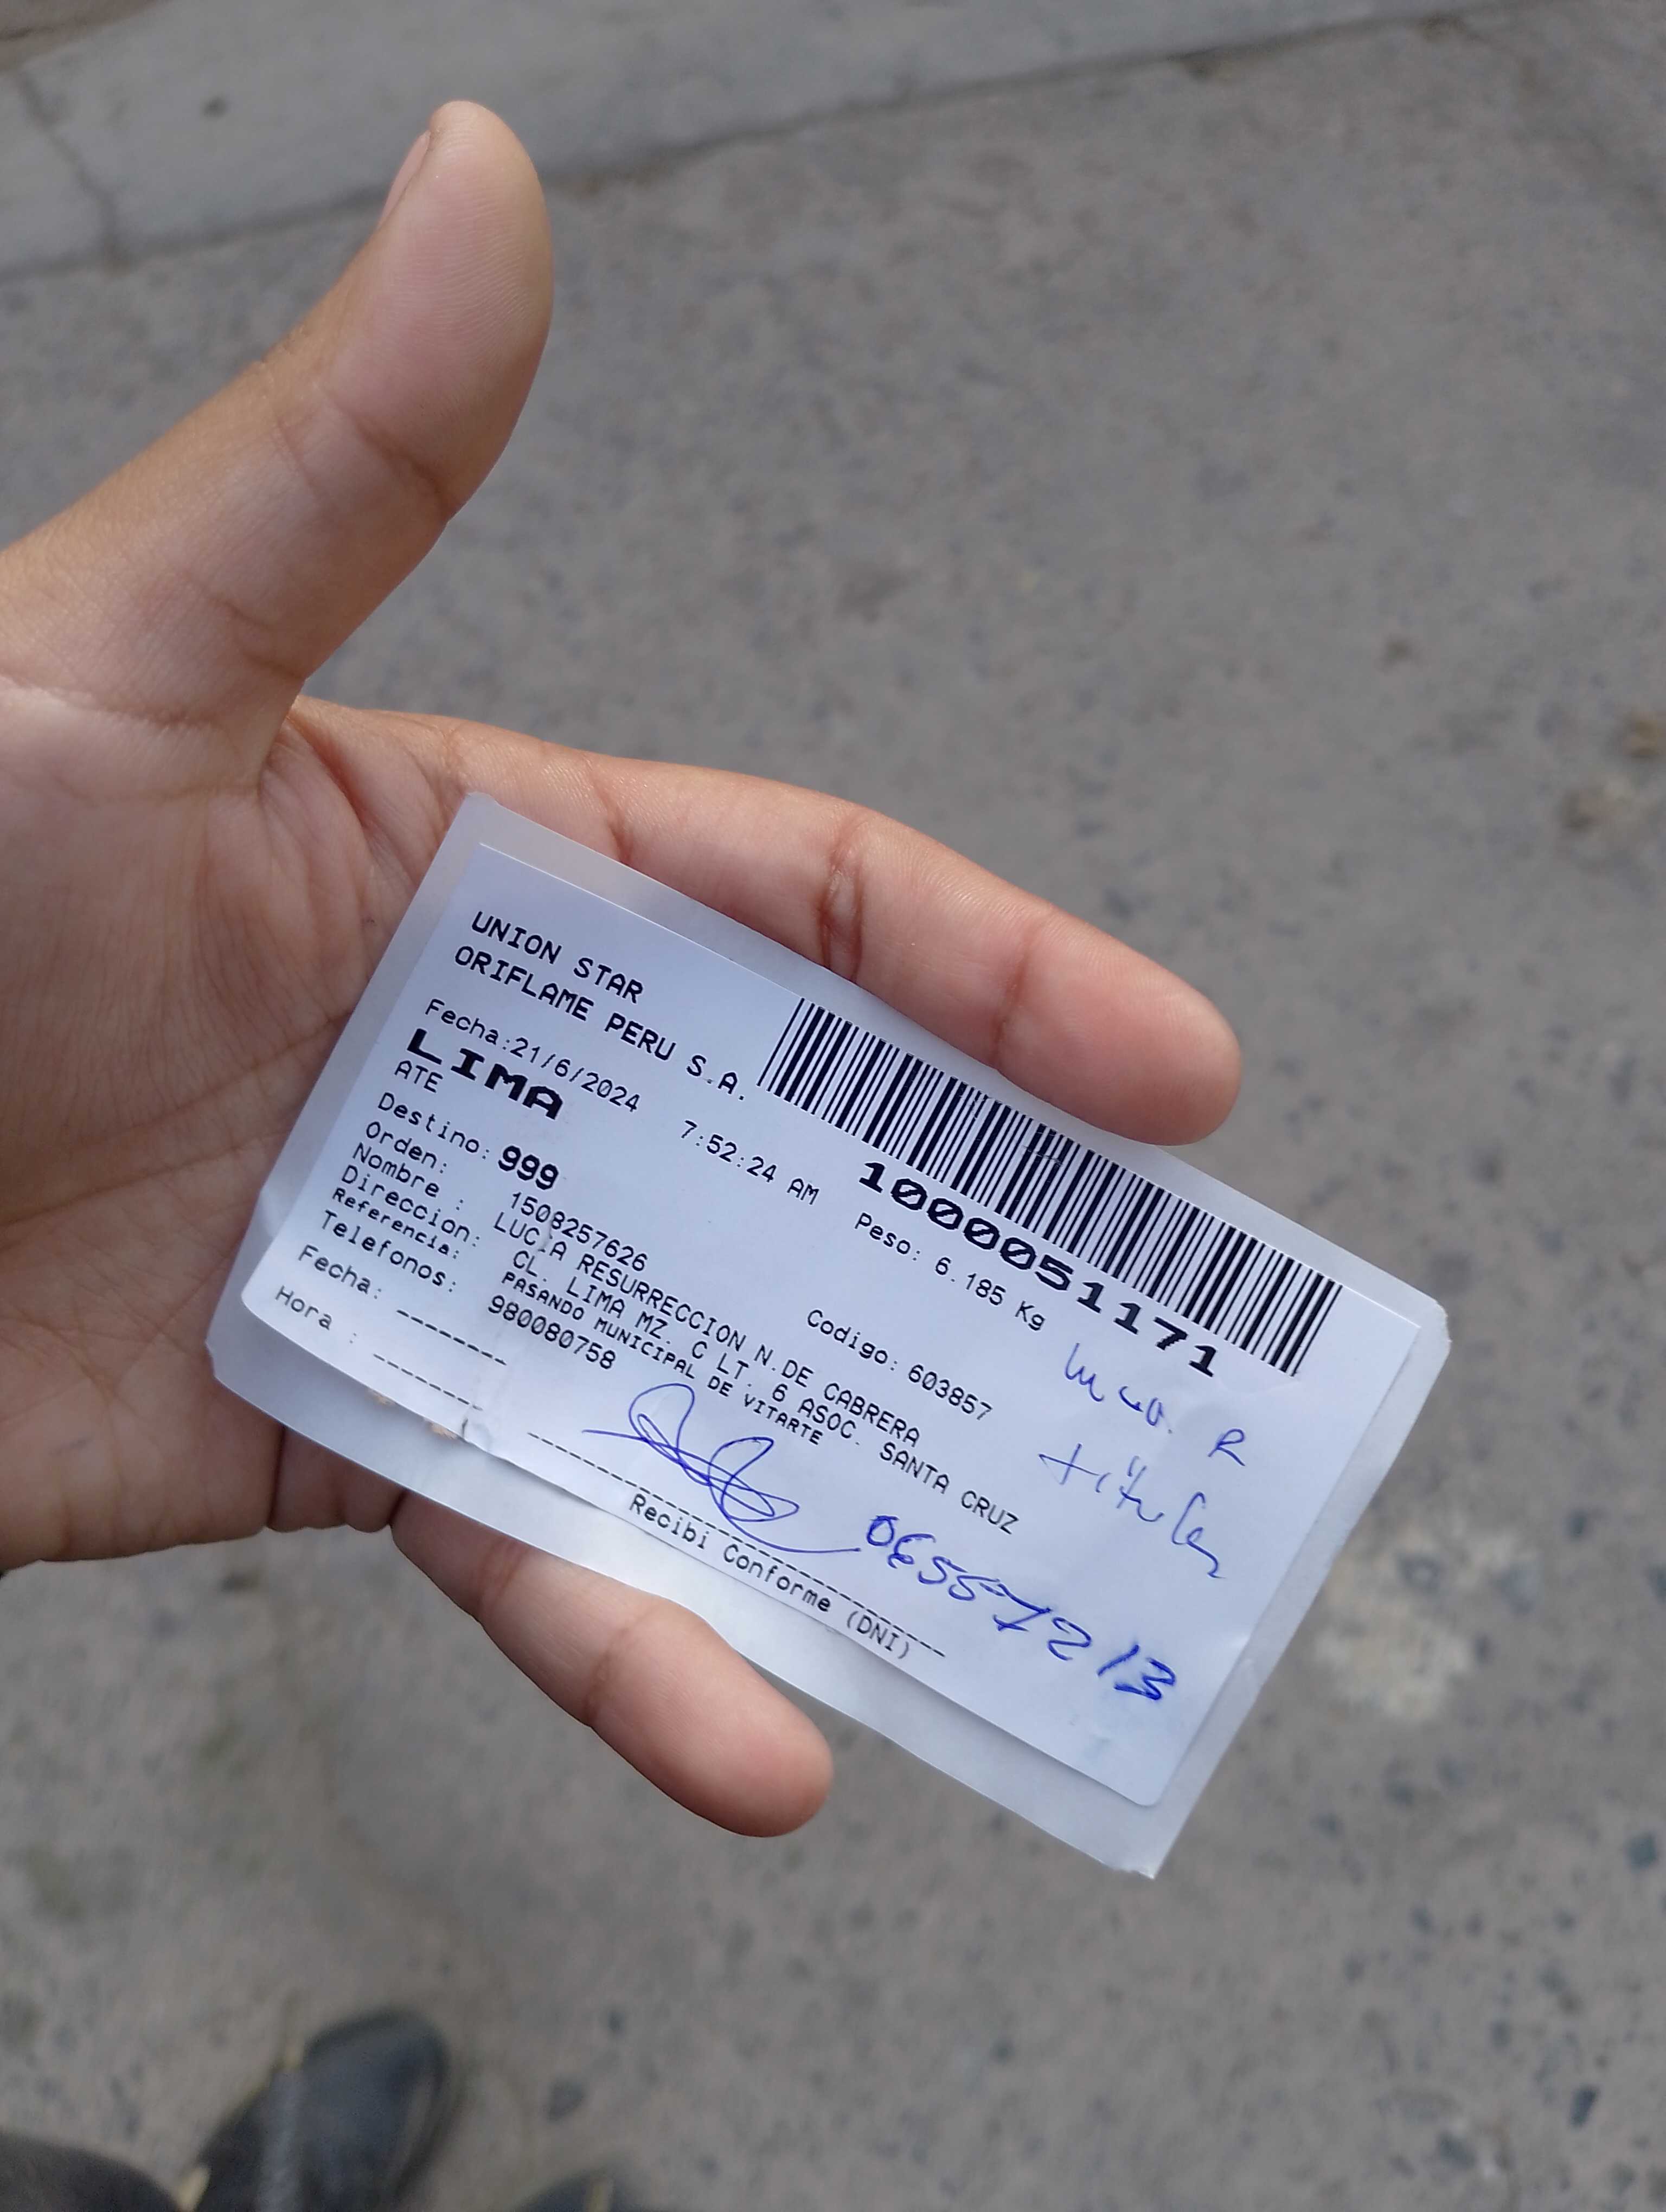 UNION STAR
ORIFLAME PERU S.A.
Fecha:21/6/2024 7:52:24 AM
1000051171
LIMA
Peso: 6.185 Kg
ATE
Destino: 999
Orden: 1508257626 Codigo: 603857
Nombre : LUCIA RESURRECCION N.DE CABRERA
Direccion: CL. LIMA MZ. C LT. 6 ASOC. SANTA CRUZ
Referencia: PASANDO MUNICIPAL DE VITARTE
Telefonos: 980080758
Fecha: --------
Hora : --------
R
titular
06557213
Recibi Conforme (DNI)